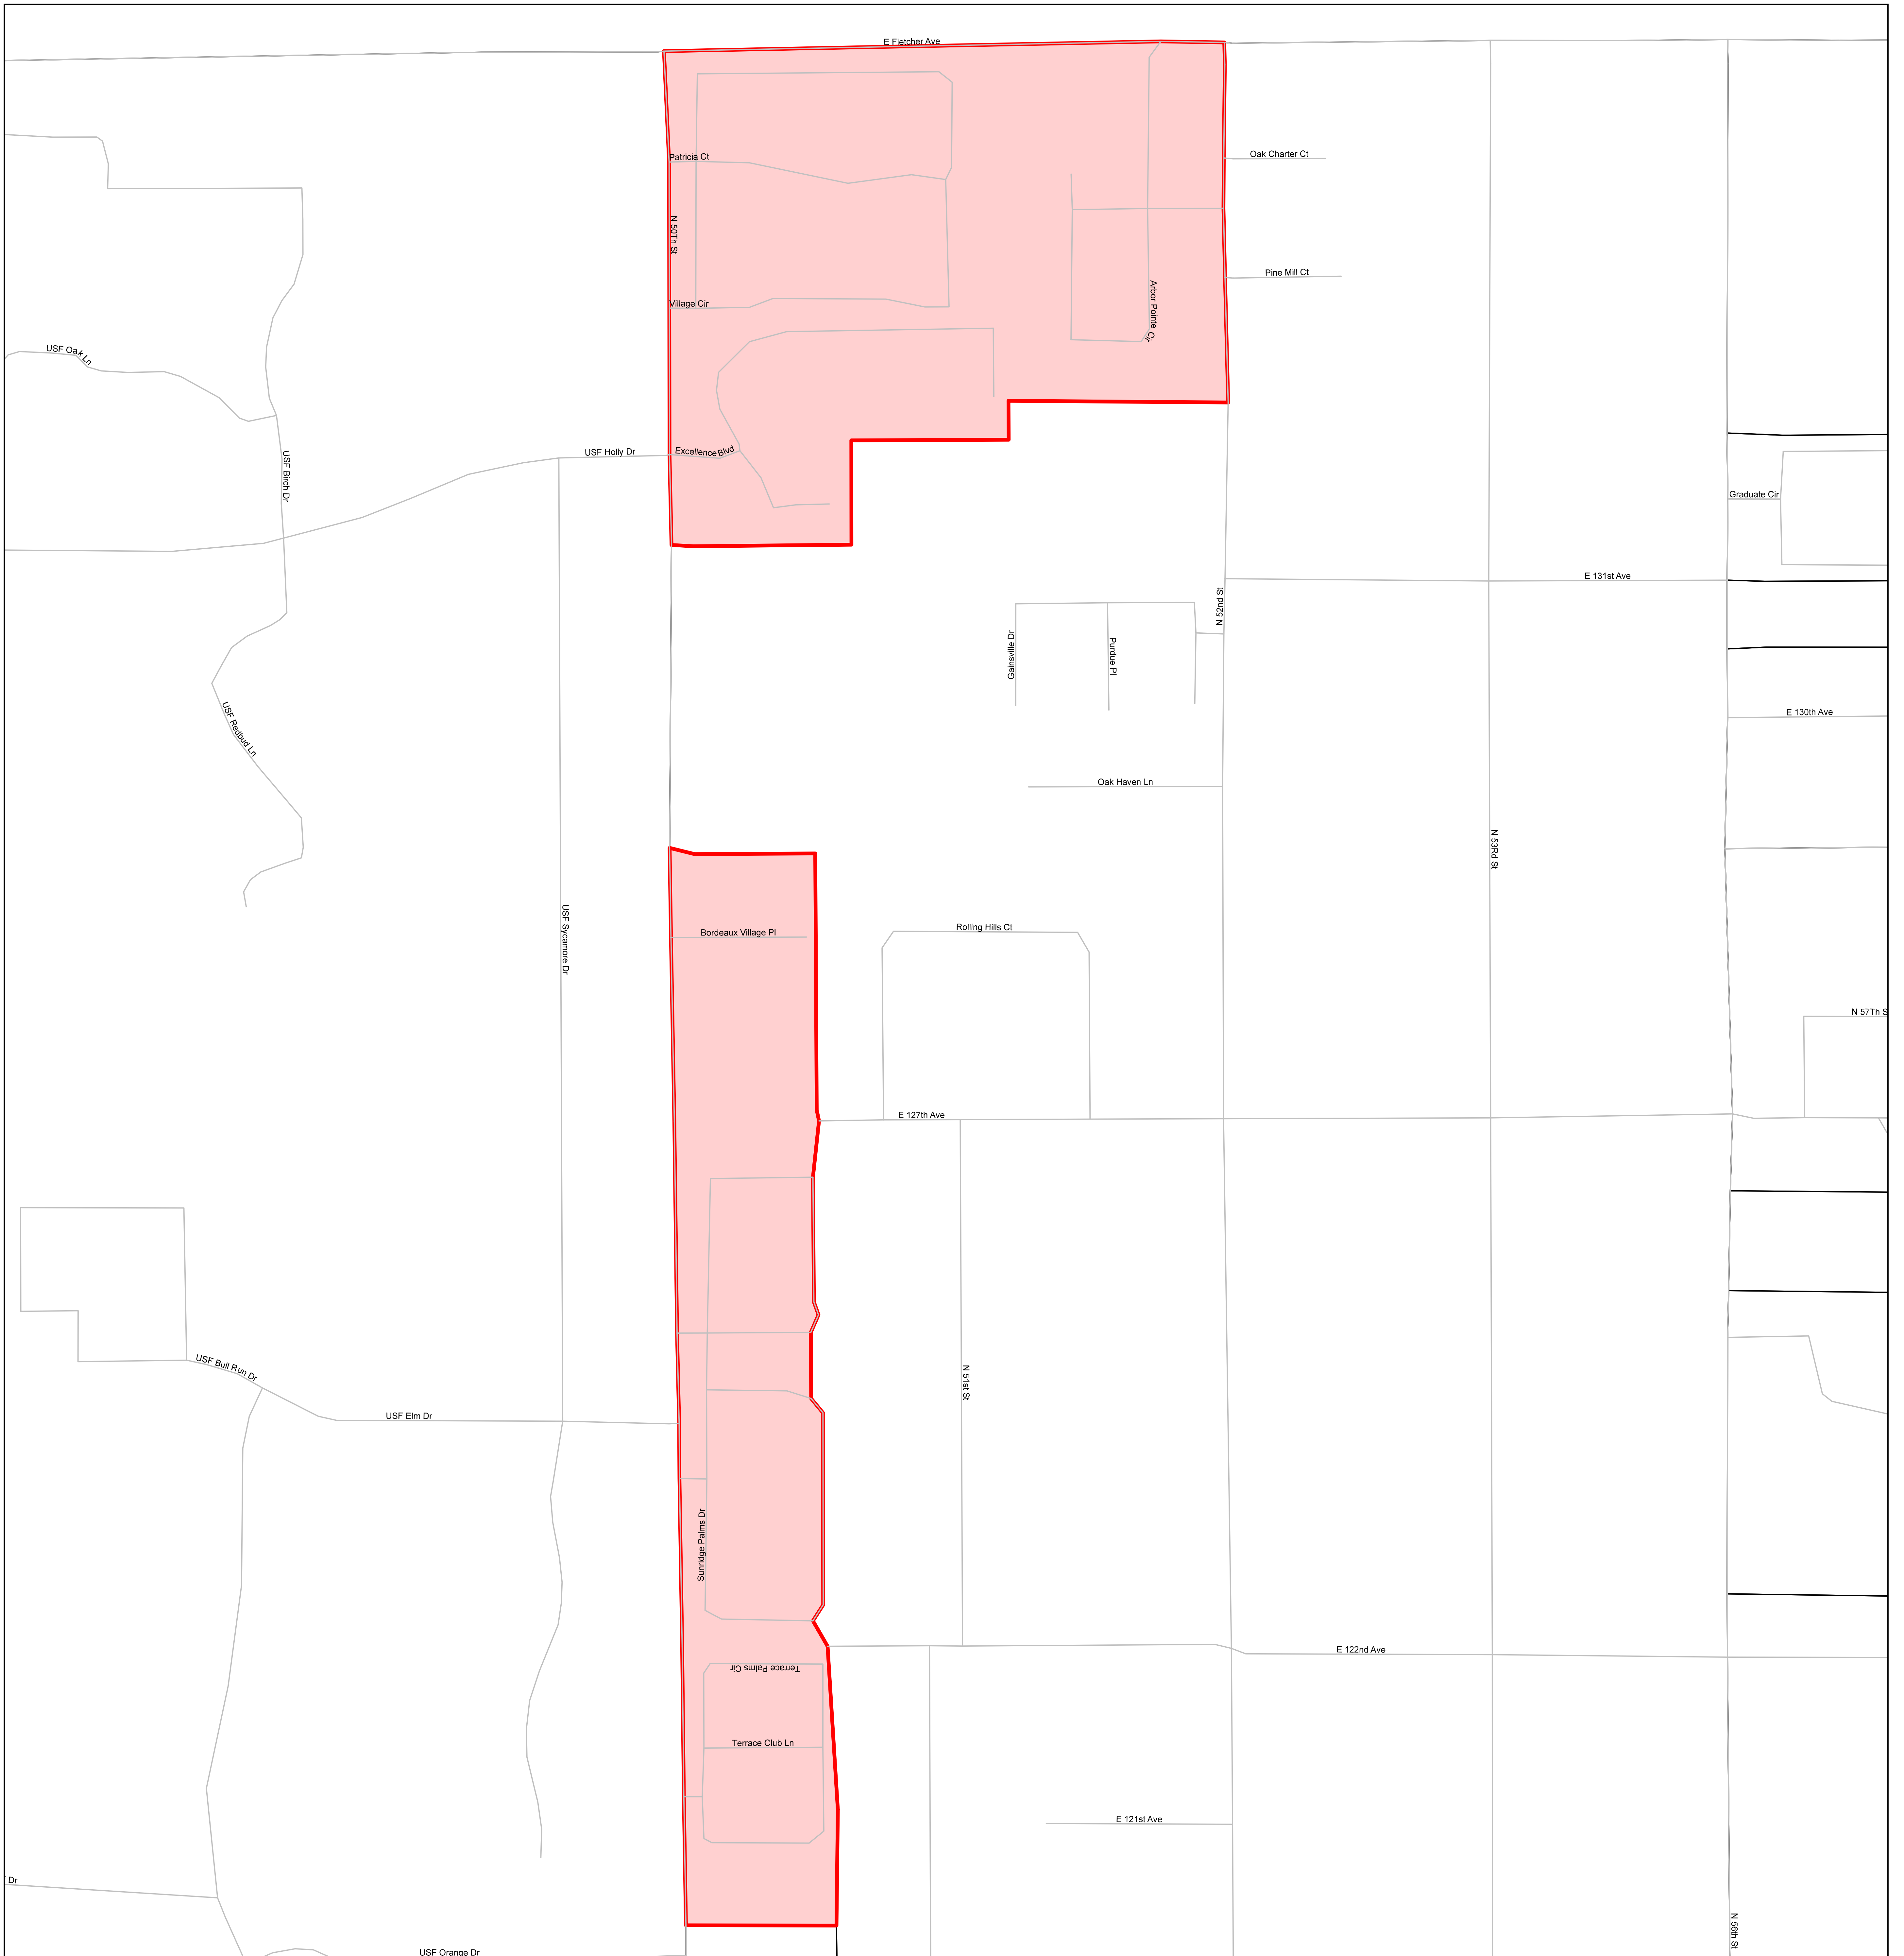 E Fletcher Ave
Patricia Ct
Oak Charter Ct
N 50Th St
Pine Mill Ct
Village Cir
Arbor Pointe Cir
USF Oak Ln
USF Holly Dr
Excellence Blvd
USF Birch Dr
Graduate Cir
E 131st Ave
N 52nd St
Gainsville Dr
Purdue Pl
USF Redbud Ln
E 130th Ave
Oak Haven Ln
N 53Rd St
USF Sycamore Dr
Bordeaux Village Pl
Rolling Hills Ct
N 57Th S
E 127th Ave
USF Bull Run Dr
N 51st St
USF Elm Dr
Sunridge Palms Dr
E 122nd Ave
Terrace Palms Cir
Terrace Club Ln
E 121st Ave
Dr
N 56th St
USF Orange Dr